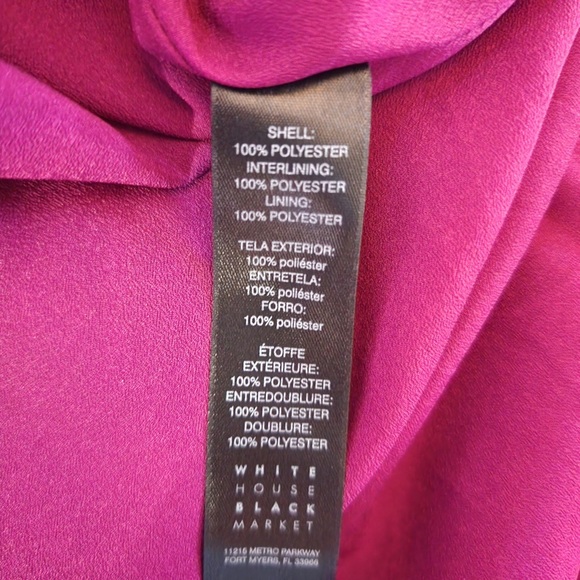 SHELL:
100% POLYESTER
INTERLINING:
100% POLYESTER
LINING:
100% POLYESTER
TELA EXTERIOR:
100% poliéster
ENTRETELA:
100% poliéster
FORRO:
100% poliéster
ÉTOFFE
EXTÉRIEURE:
100% POLYESTER
ENTREDOUBLURE:
100% POLYESTER
DOUBLURE:
100% POLYESTER
WHITE
HOUSE
BLACK
MARKET
11215 METRO PARKWAY
FORT MYERS, FL 33966